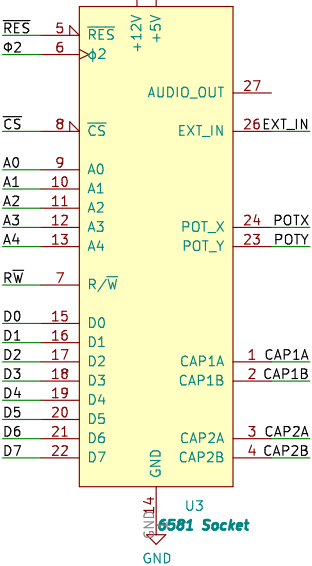 +12V
+5V
RES 5 RES
Φ2 6 Φ2
AUDIO_OUT 27
CS 8 CS
EXT_IN 26 EXT_IN
A0 9 A0
A1 10 A1
A2 11 A2
A3 12 A3
POT_X 24 POTX
A4 13 A4
POT_Y 23 POTY
RW 7 R/W
D0 15 D0
D1 16 D1
D2 17 D2
CAP1A 1 CAP1A
D3 18 D3
CAP1B 2 CAP1B
D4 19 D4
D5 20 D5
D6 21 D6
CAP2A 3 CAP2A
D7 22 D7
CAP2B 4 CAP2B
GND
14
U3
GND
6581 Socket
GND